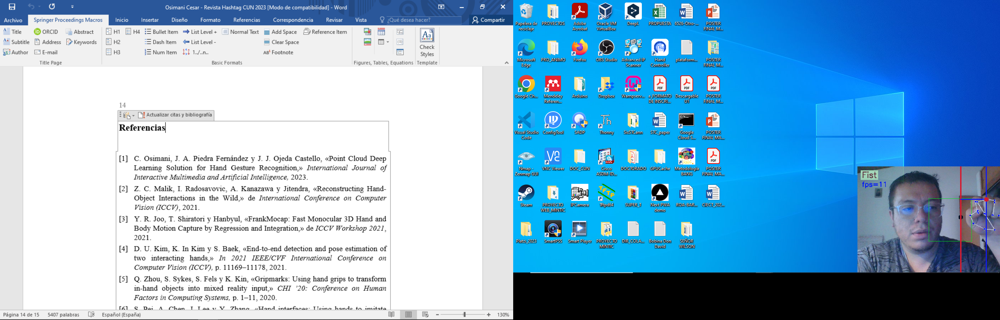 Osimani Cesar - Revista Hashtag CUN 2023 [Modo de compatibilidad] - Word
Archivo
Springer Proceedings Macros
Inicio
Insertar
Diseño
Formato
Referencias
Correspondencia
Revisar
Vista
¿Qué desea hacer?
Compartir
Title
ORCID
Abstract
Subtitle
Address
Keywords
Author
E-mail
Title Page
H1
H4
Bullet Item
List Level +
Normal Text
Add Space
Reference Item
H2
Dash Item
List Level -
Clear Space
H3
Num Item
1../..n..
AB¹ Footnote
Basic Formats
Figures, Tables, Equations
Check
Styles
Template
14
Actualizar citas y bibliografía
Referencias
[1] C. Osimani, J. A. Piedra Fernández y J. J. Ojeda Castello, «Point Cloud Deep
Learning Solution for Hand Gesture Recognition,» International Journal of
Interactive Multimedia and Artificial Intelligence, 2023.
[2] Z. C. Malik, I. Radosavovic, A. Kanazawa y Jitendra, «Reconstructing Hand-
Object Interactions in the Wild,» de International Conference on Computer
Vision (ICCV), 2021.
[3] Y. R. Joo, T. Shiratori y Hanbyul, «FrankMocap: Fast Monocular 3D Hand and
Body Motion Capture by Regression and Integration,» de ICCV Workshop 2021,
2021.
[4] D. U. Kim, K. In Kim y S. Baek, «End-to-end detection and pose estimation of
two interacting hands,» In 2021 IEEE/CVF International Conference on
Computer Vision (ICCV), p. 11169–11178, 2021.
[5] Q. Zhou, S. Sykes, S. Fels y K. Kin, «Gripmarks: Using hand grips to transform
in-hand objects into mixed reality input,» CHI '20: Conference on Human
Factors in Computing Systems, p. 1–11, 2020.
[6] S. Pei, A. Chen, J. Lee y Y. Zhang, «Hand interfaces: Using hands to imitate
Página 14 de 15
5407 palabras
Español (España)
130%
Papelera de
reciclaje
PROYECTOS
Adobe
Acrobat
Oracle VM
VirtualBox
DeepL
PROPUESTA
6526-Otro-...
POSTER
FINAL M...
Microsoft
Edge
PRO_ANIMO
Firefox
OBS Studio
Advanced IP
Scanner
Hand
Controller
plataform...
POSTER
FINAL M...
Google Ch...
Mendeley
Referen...
Arduino
Dropbox
Wampserv...
a_FORMATO
DE INSCRI...
Descargable
U1
POSTER
FINAL M...
Visual Studio
Code
ConfigTool
SADP
Thonny
SisSTCann
STC_paper
Google
Cloud S...
POSTER
FINAL MA...
Nmap -
Zenmap GUI
VNC Viewer
DOC_CUN
Cisco
ASDM-ID...
DOCTORADO
GPUCache
Metodología
BANG
POSTER
FINAL MA...
Steam
PROYECTO
WEB_MINTIC
IPCamera
Tftpd64
SUPER_T
Next PWA
demo
ROA-BAR...
CIECT_202...
Platzi_2023
SmartPSS
Smart Player
PROYECTO
MINTIC
DIR_COLA...
Bobina Don
David
SEÑOR
WILSON
Fist
fps=11